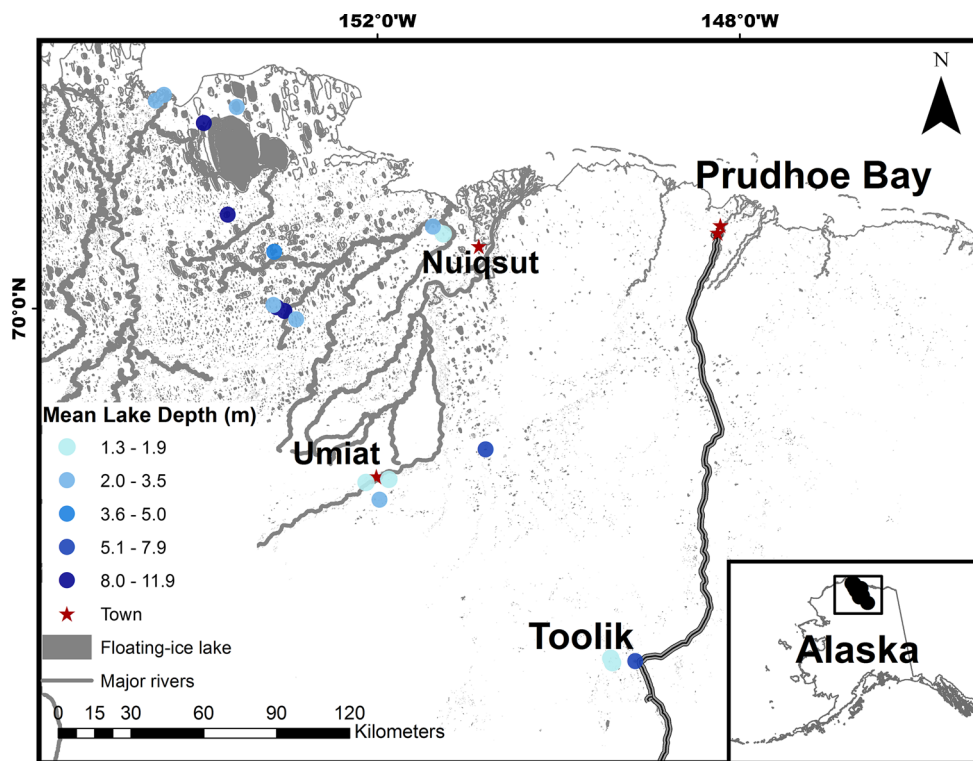 152°0'W
148°0'W
N
Prudhoe Bay
Nuiqsut
70°0'N
Mean Lake Depth (m)
1.3 - 1.9
2.0 - 3.5
3.6 - 5.0
5.1 - 7.9
8.0 - 11.9
Town
Floating-ice lake
Major rivers
Umiat
Toolik
Alaska
0 15 30 60 90 120
Kilometers